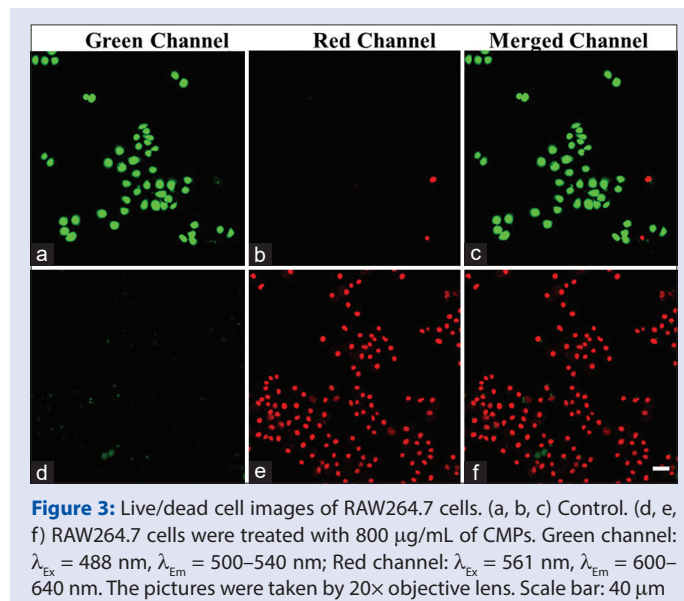 Green Channel Red Channel Merged Channel
a b c
d e f
Figure 3: Live/dead cell images of RAW264.7 cells. (a, b, c) Control. (d, e,
f) RAW264.7 cells were treated with 800 μg/mL of CMPs. Green channel:
λEx = 488 nm, λEm = 500–540 nm; Red channel: λEx = 561 nm, λEm = 600–
640 nm. The pictures were taken by 20× objective lens. Scale bar: 40 μm